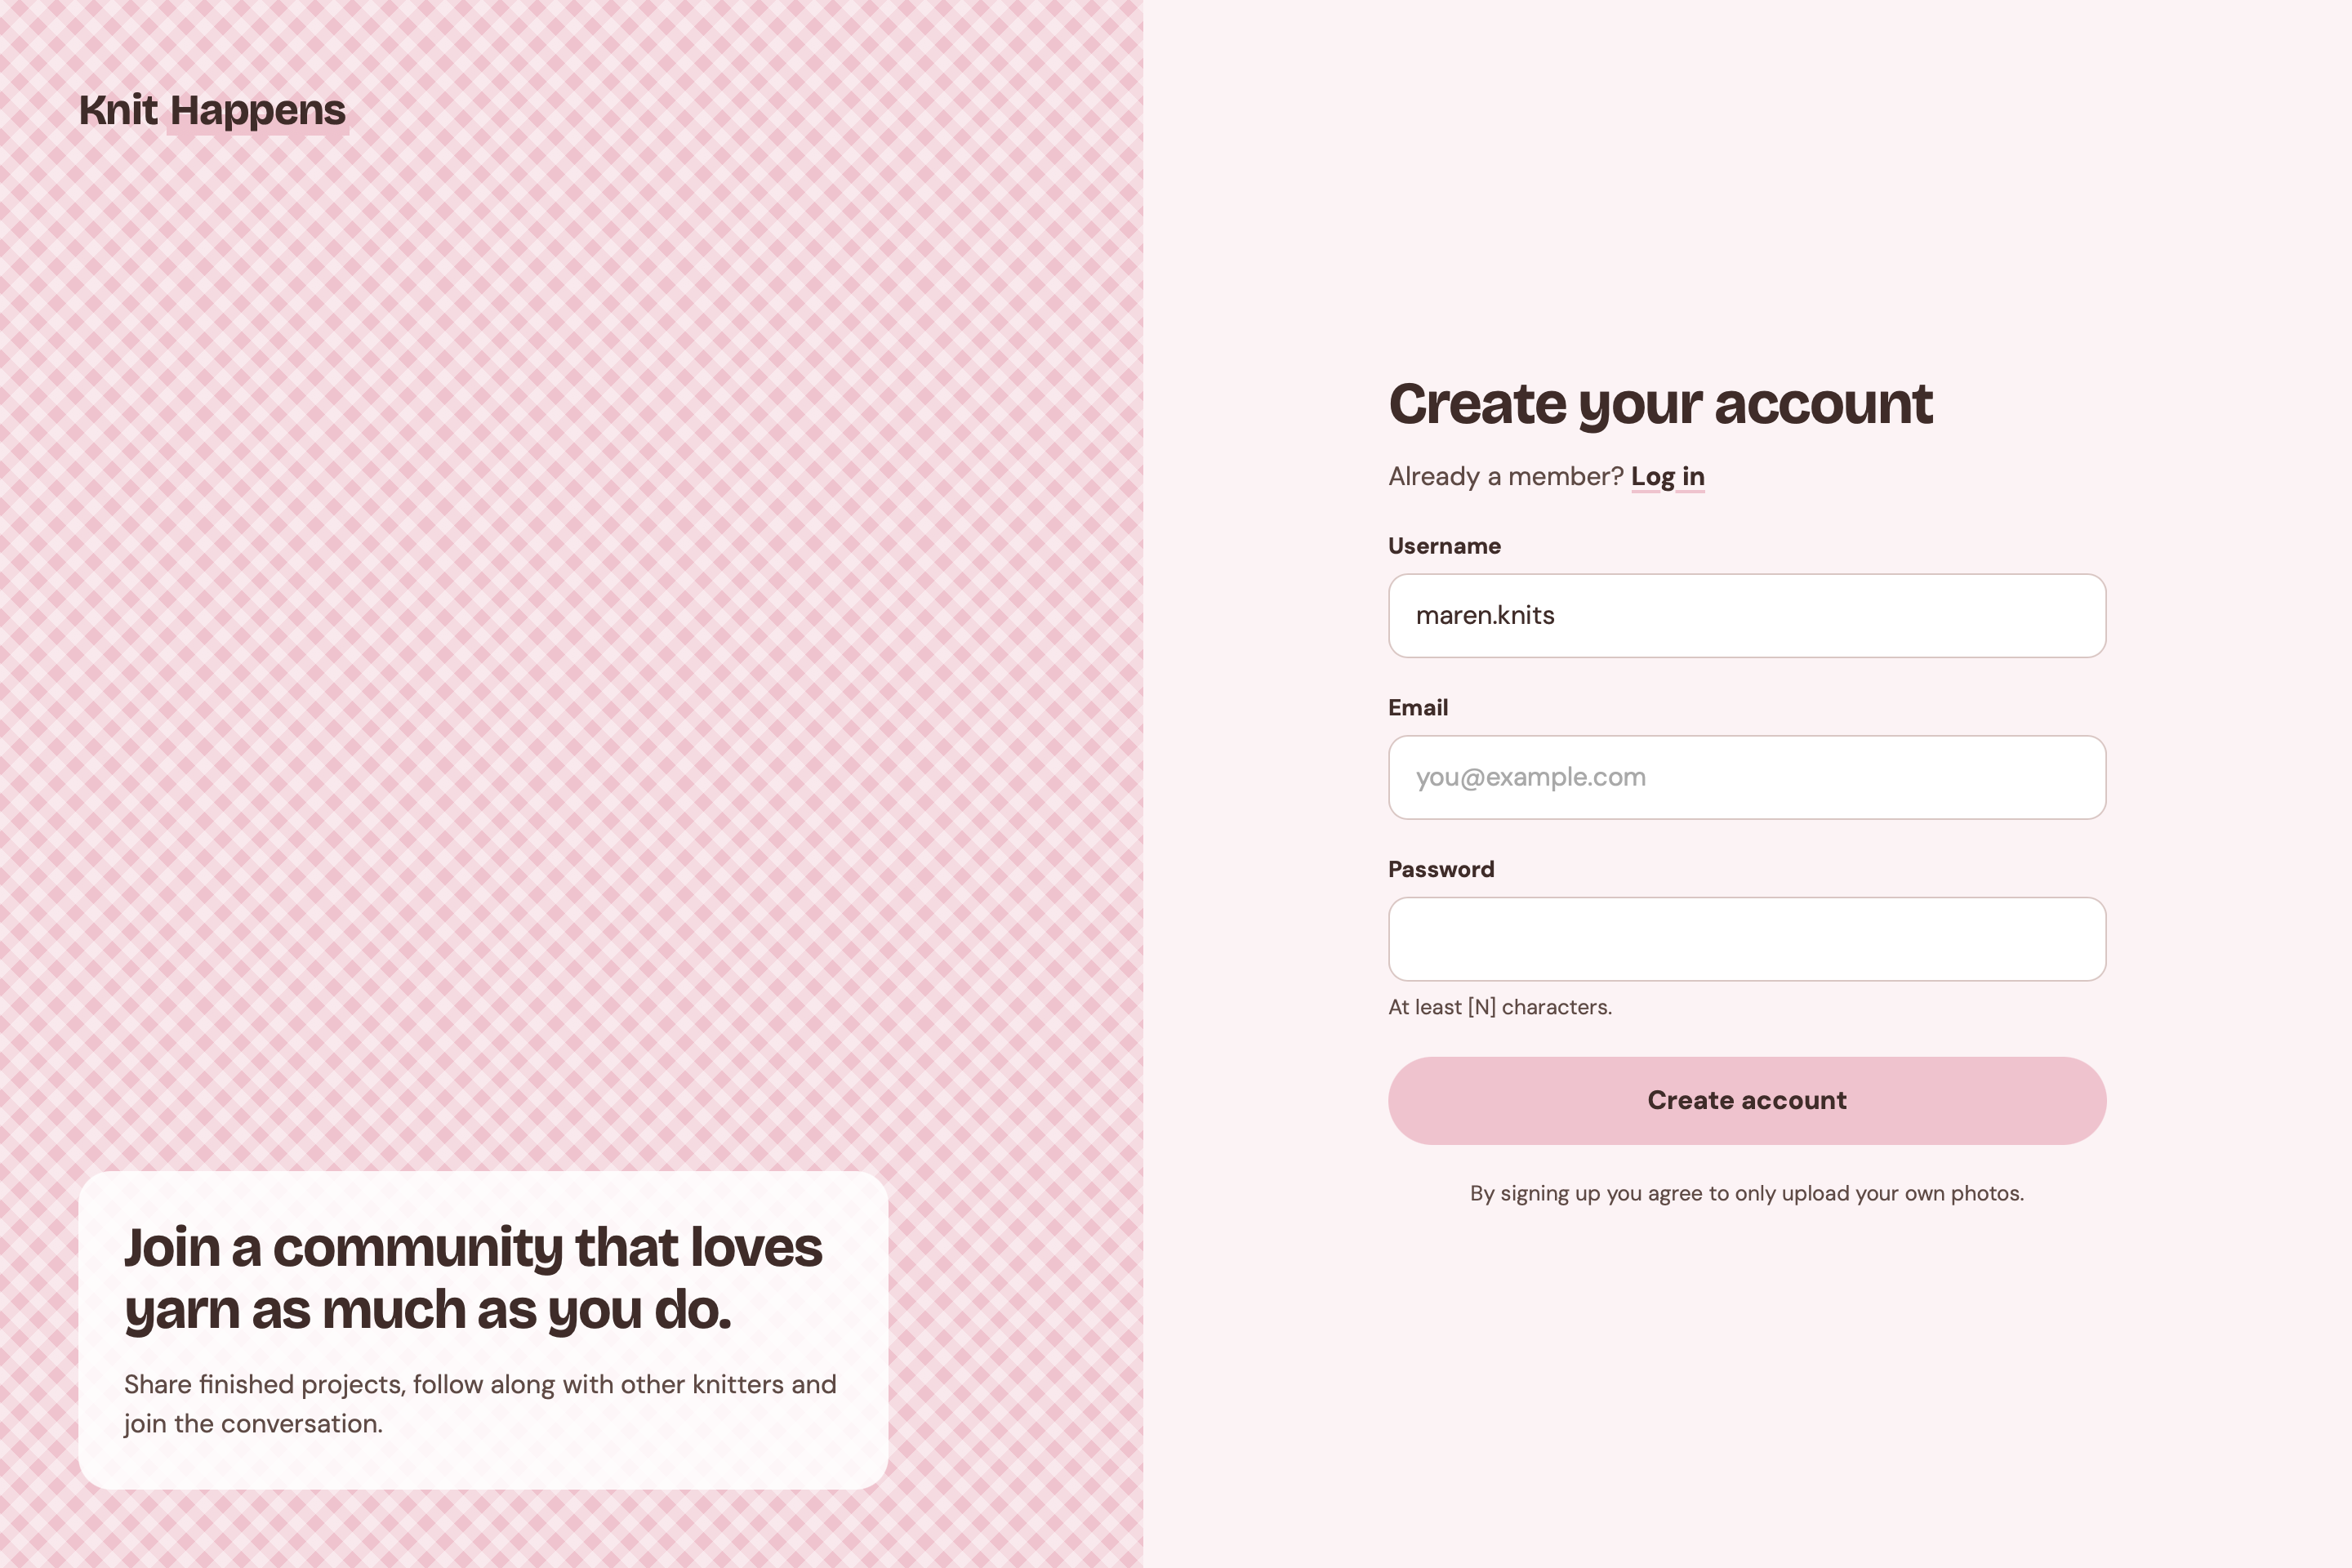 Knit Happens
Join a community that loves
yarn as much as you do.
Share finished projects, follow along with other knitters and
join the conversation.
Create your account
Already a member? Log in
Username
maren.knits
Email
you@example.com
Password
At least [N] characters.
Create account
By signing up you agree to only upload your own photos.